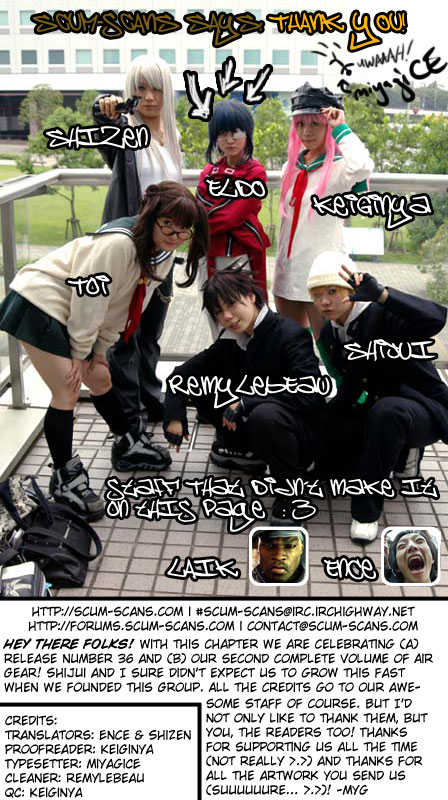 SCUM-SCANS SAYS: THANK YOU!
UWAAAH!
miyagiCE
SHIZEN
ELDO
KEIGINYA
TOI
SHIJUI
REMY LEBEAU
STAFF THAT DIDNT MAKE IT
ON THIS PAGE :3
LAIK
ENCE
HTTP://SCUM-SCANS.COM | #SCUM-SCANS@IRC.IRCHIGHWAY.NET
HTTP://FORUMS.SCUM-SCANS.COM | CONTACT@SCUM-SCANS.COM
HEY THERE FOLKS! WITH THIS CHAPTER WE ARE CELEBRATING (A)
RELEASE NUMBER 36 AND (B) OUR SECOND COMPLETE VOLUME OF AIR
GEAR! SHIJUI AND I SURE DIDN'T EXPECT US TO GROW THIS FAST
WHEN WE FOUNDED THIS GROUP. ALL THE CREDITS GO TO OUR AWE-
SOME STAFF OF COURSE. BUT I'D
NOT ONLY LIKE TO THANK THEM, BUT
YOU, THE READERS TOO! THANKS
FOR SUPPORTING US ALL THE TIME
(NOT REALLY >.>) AND THANKS FOR
ALL THE ARTWORK YOU SEND US
(SUUUUUURE... >.>)! -MYG
CREDITS:
TRANSLATORS: ENCE & SHIZEN
PROOFREADER: KEIGINYA
TYPESETTER: MIYAGICE
CLEANER: REMYLEBEAU
QC: KEIGINYA